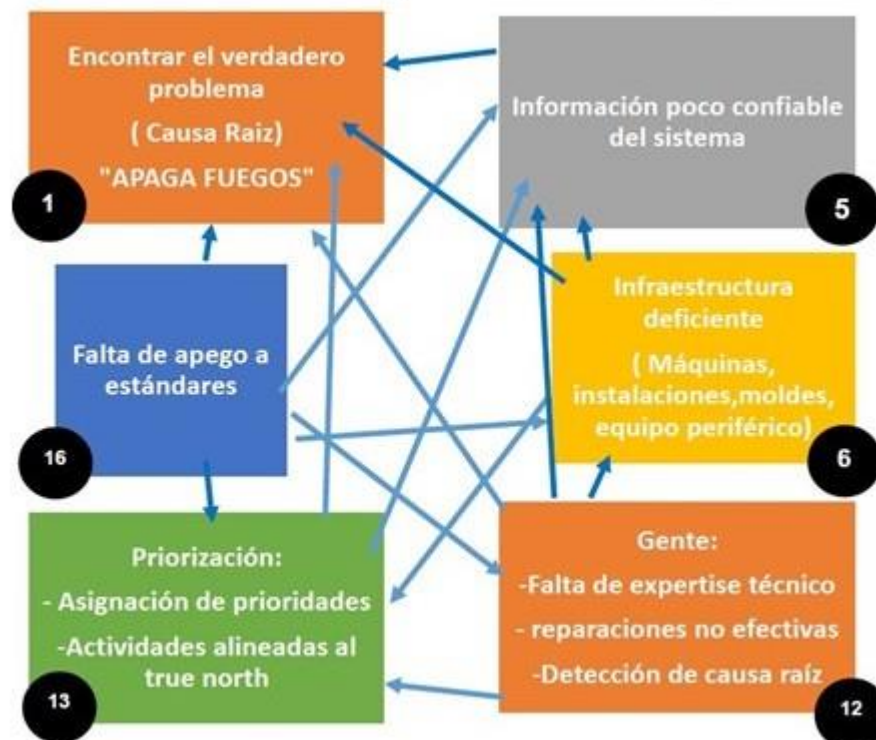 Encontrar el verdadero
problema
( Causa Raiz)
"APAGA FUEGOS"
1
Información poco confiable
del sistema
5
Falta de apego a
estándares
16
Infraestructura
deficiente
( Máquinas,
instalaciones,moldes,
equipo periférico)
6
Priorización:
- Asignación de prioridades
-Actividades alineadas al
true north
13
Gente:
-Falta de expertise técnico
- reparaciones no efectivas
-Detección de causa raíz
12